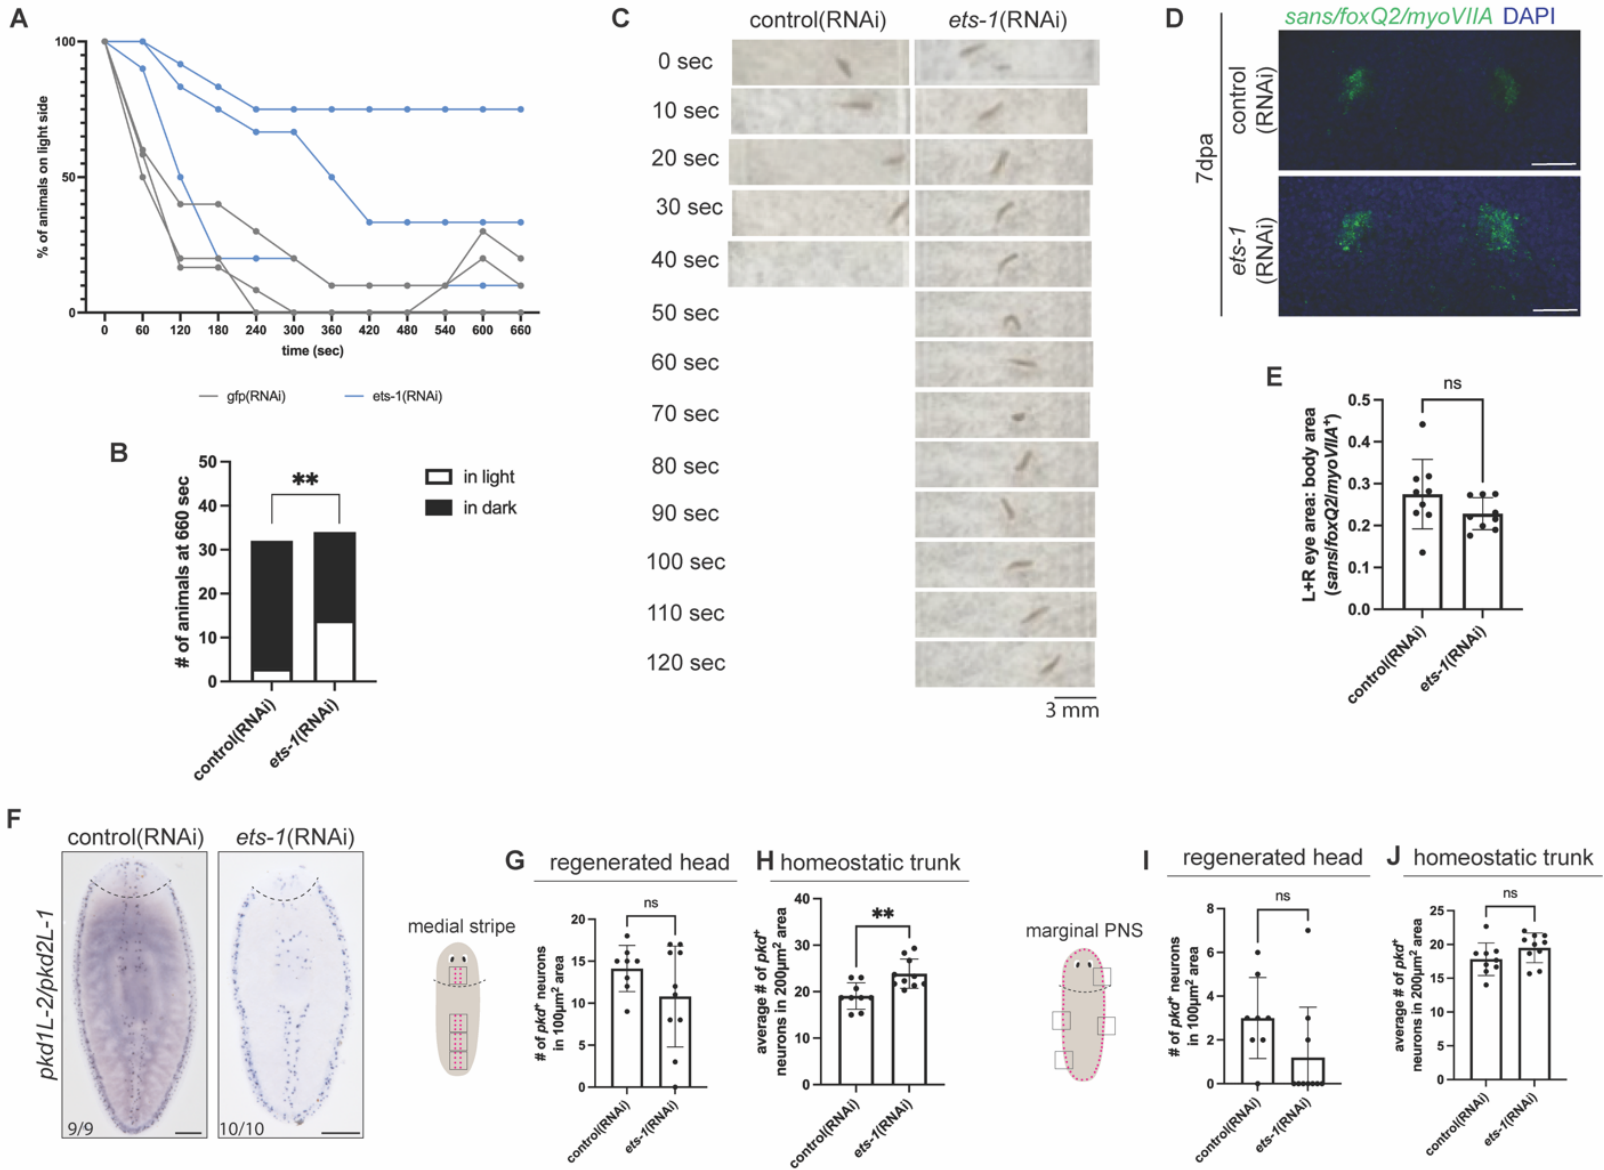 A
100
50
0
% of animals on light side
0 60 120 180 240 300 360 420 480 540 600 660
time (sec)
gfp(RNAi) ets-1(RNAi)
B
50
40
30
20
10
0
# of animals at 660 sec
**
in light
in dark
control(RNAi)
ets-1(RNAi)
C
control(RNAi) ets-1(RNAi)
0 sec
10 sec
20 sec
30 sec
40 sec
50 sec
60 sec
70 sec
80 sec
90 sec
100 sec
110 sec
120 sec
3 mm
D
sans/foxQ2/myoVIIA DAPI
7dpa
control
(RNAi)
ets-1
(RNAi)
E
ns
0.5
0.4
0.3
0.2
0.1
0.0
L+R eye area: body area
(sans/foxQ2/myoVIIA+)
control(RNAi)
ets-1(RNAi)
F
control(RNAi) ets-1(RNAi)
pkd1L-2/pkd2L-1
9/9
10/10
medial stripe
G
regenerated head
ns
20
15
10
5
0
# of pkd+ neurons
in 100µm2 area
control(RNAi)
ets-1(RNAi)
H
homeostatic trunk
**
40
30
20
10
0
average # of pkd+
neurons in 200µm2 area
control(RNAi)
ets-1(RNAi)
marginal PNS
I
regenerated head
ns
8
6
4
2
0
# of pkd+ neurons
in 100µm2 area
control(RNAi)
ets-1(RNAi)
J
homeostatic trunk
ns
25
20
15
10
5
0
average # of pkd+
neurons in 200µm2 area
control(RNAi)
ets-1(RNAi)